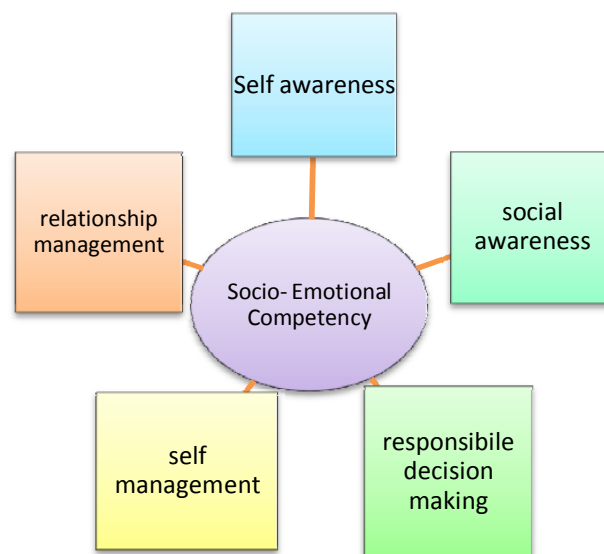 Self awareness
relationship
management
social
awareness
Socio- Emotional
Competency
self
management
responsibile
decision
making